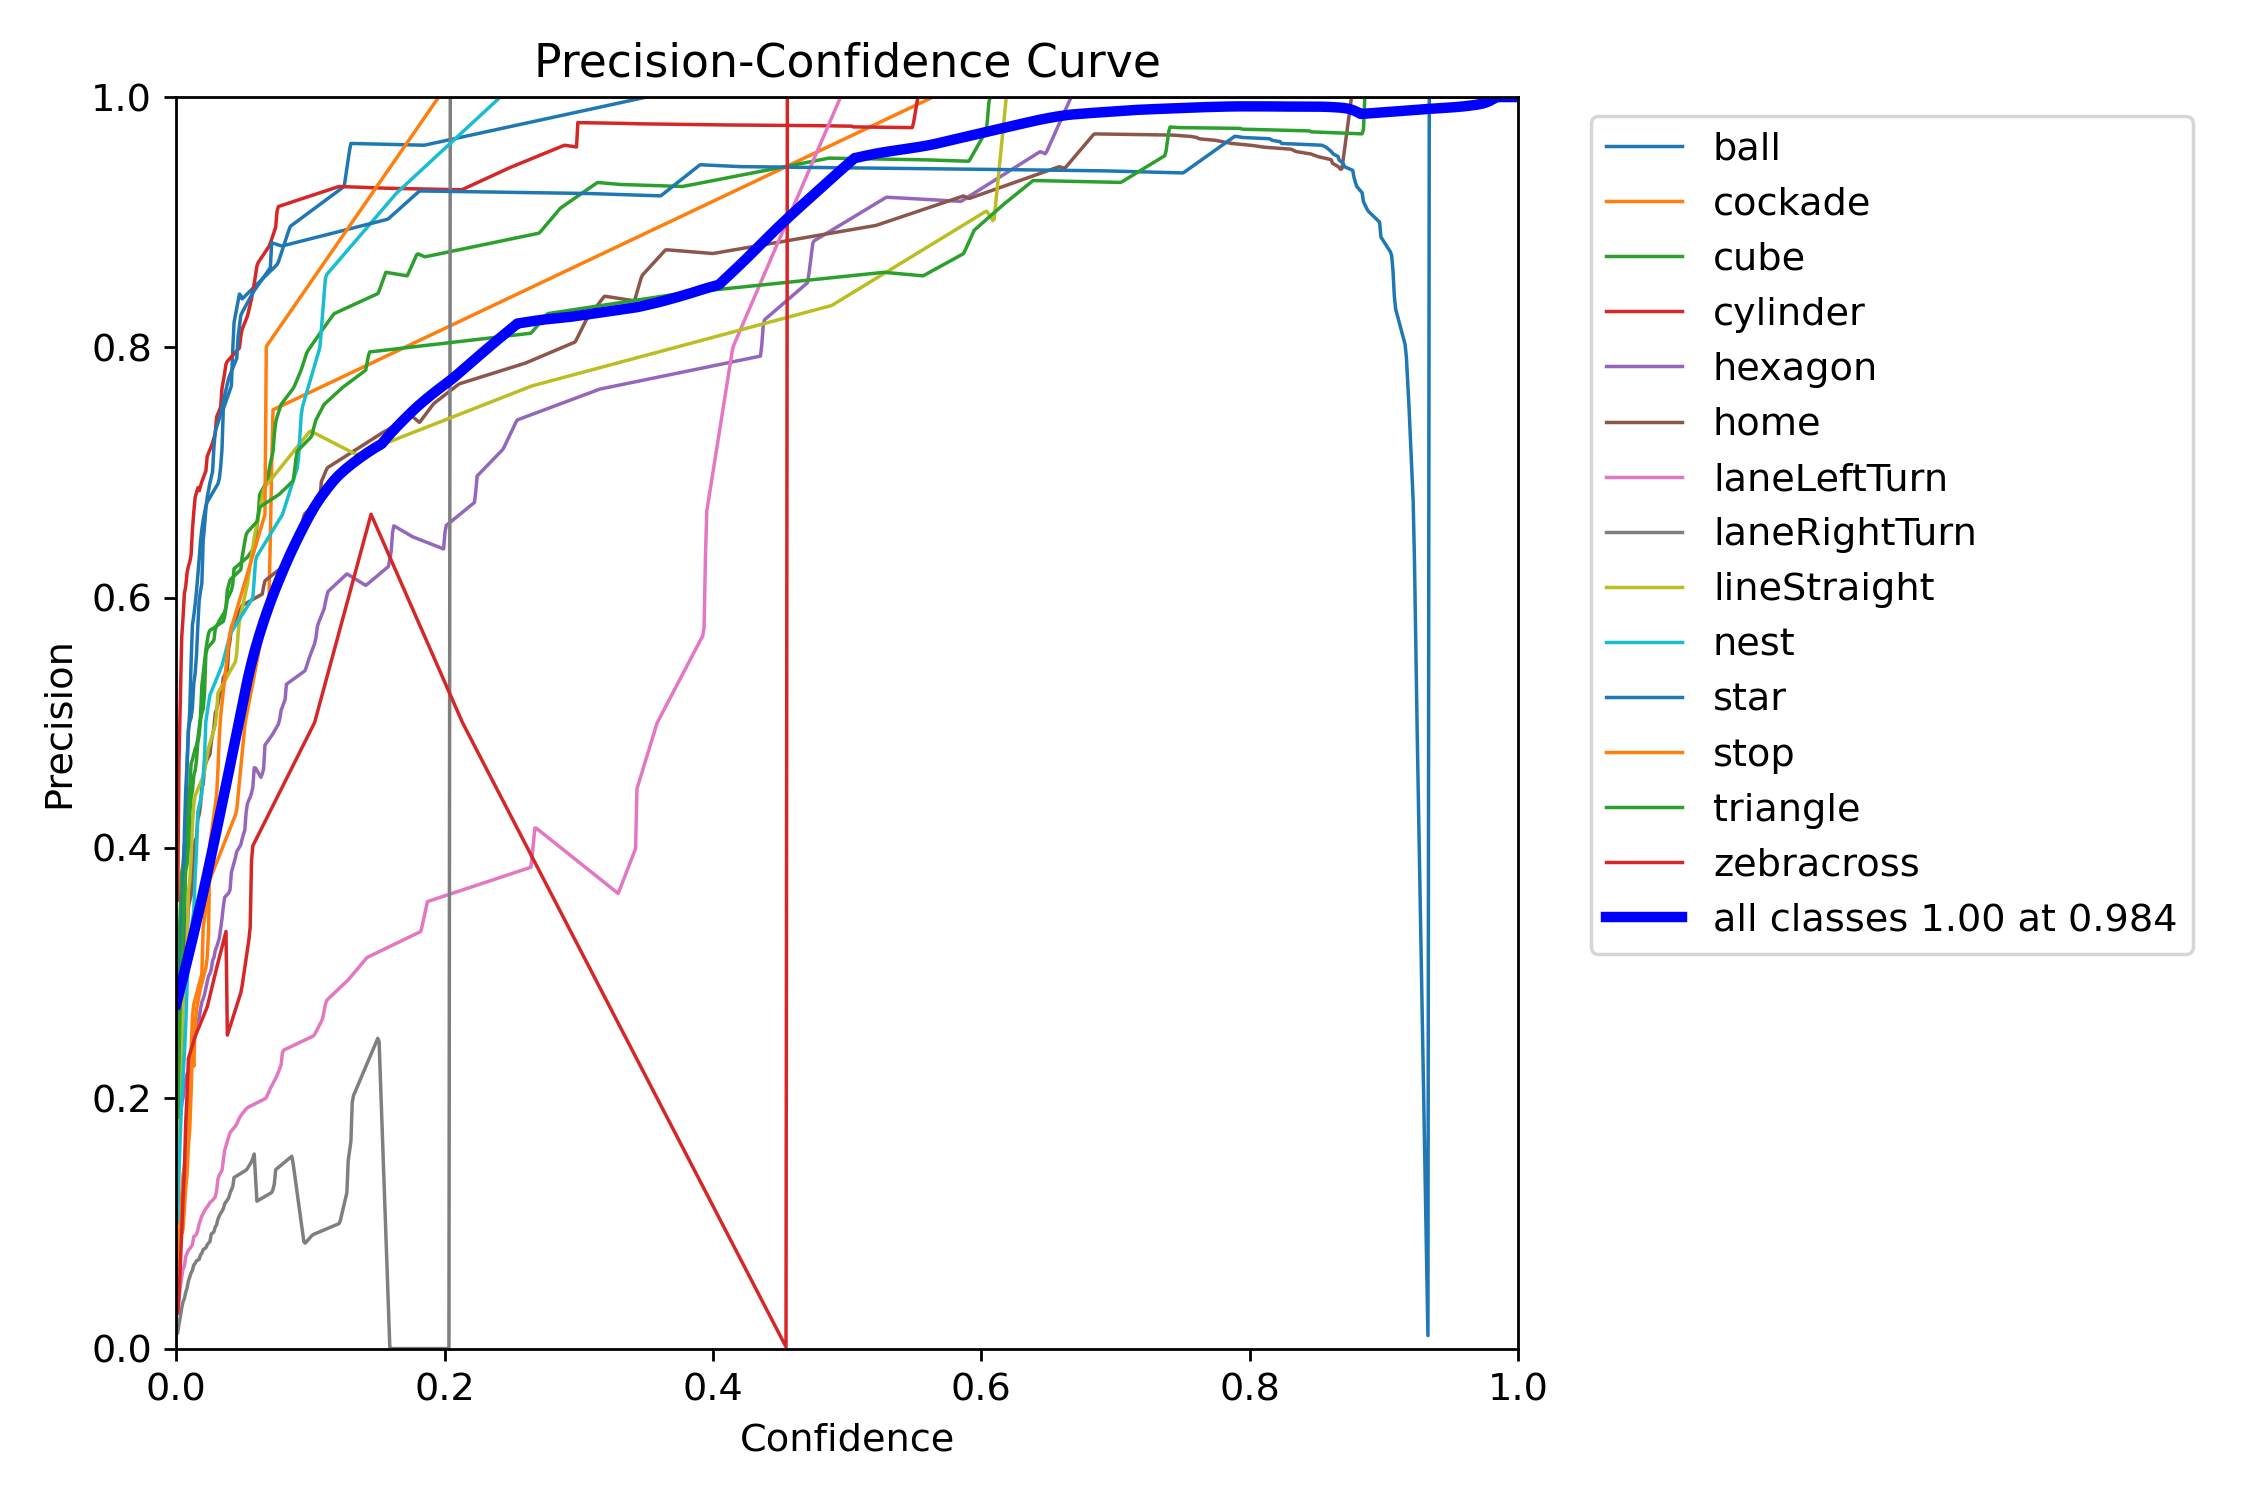 Precision-Confidence Curve
1.0
0.8
0.6
0.4
0.2
0.0
Precision
0.0 0.2 0.4 0.6 0.8 1.0
Confidence
ball
cockade
cube
cylinder
hexagon
home
laneLeftTurn
laneRightTurn
lineStraight
nest
star
stop
triangle
zebracross
all classes 1.00 at 0.984